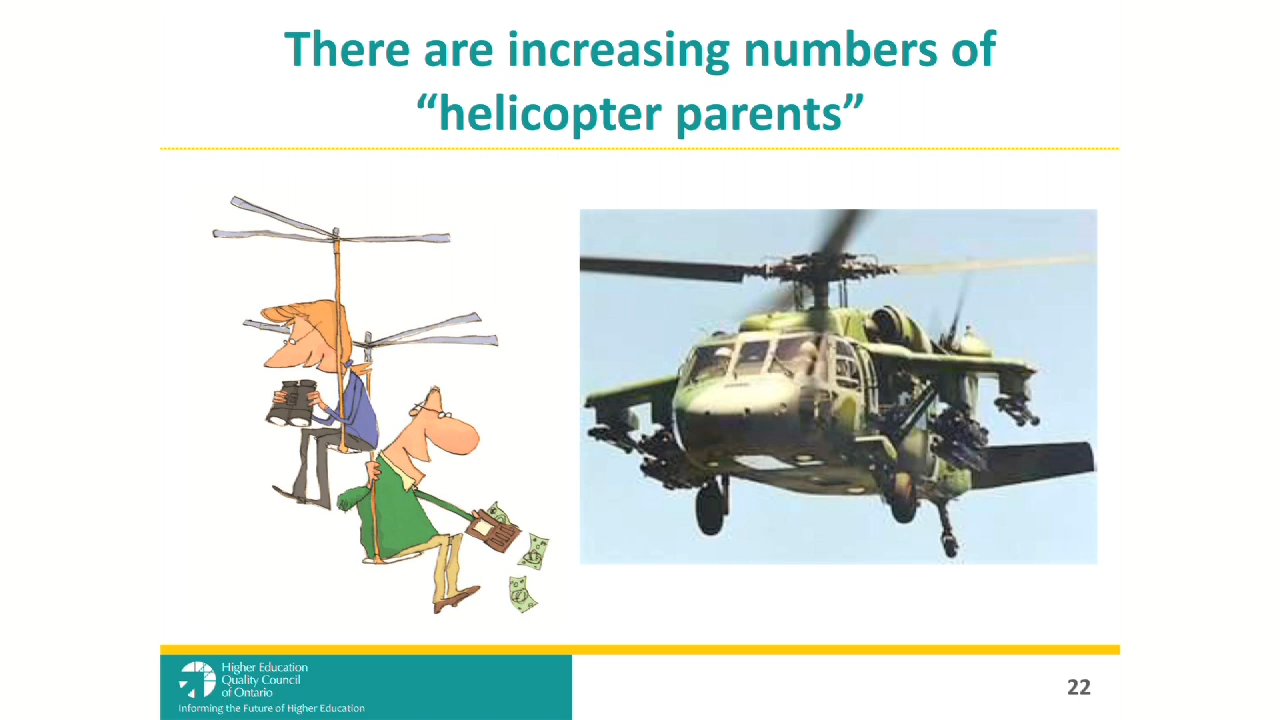 There are increasing numbers of
“helicopter parents”
Higher Education
Quality Council
of Ontario
Informing the Future of Higher Education
22